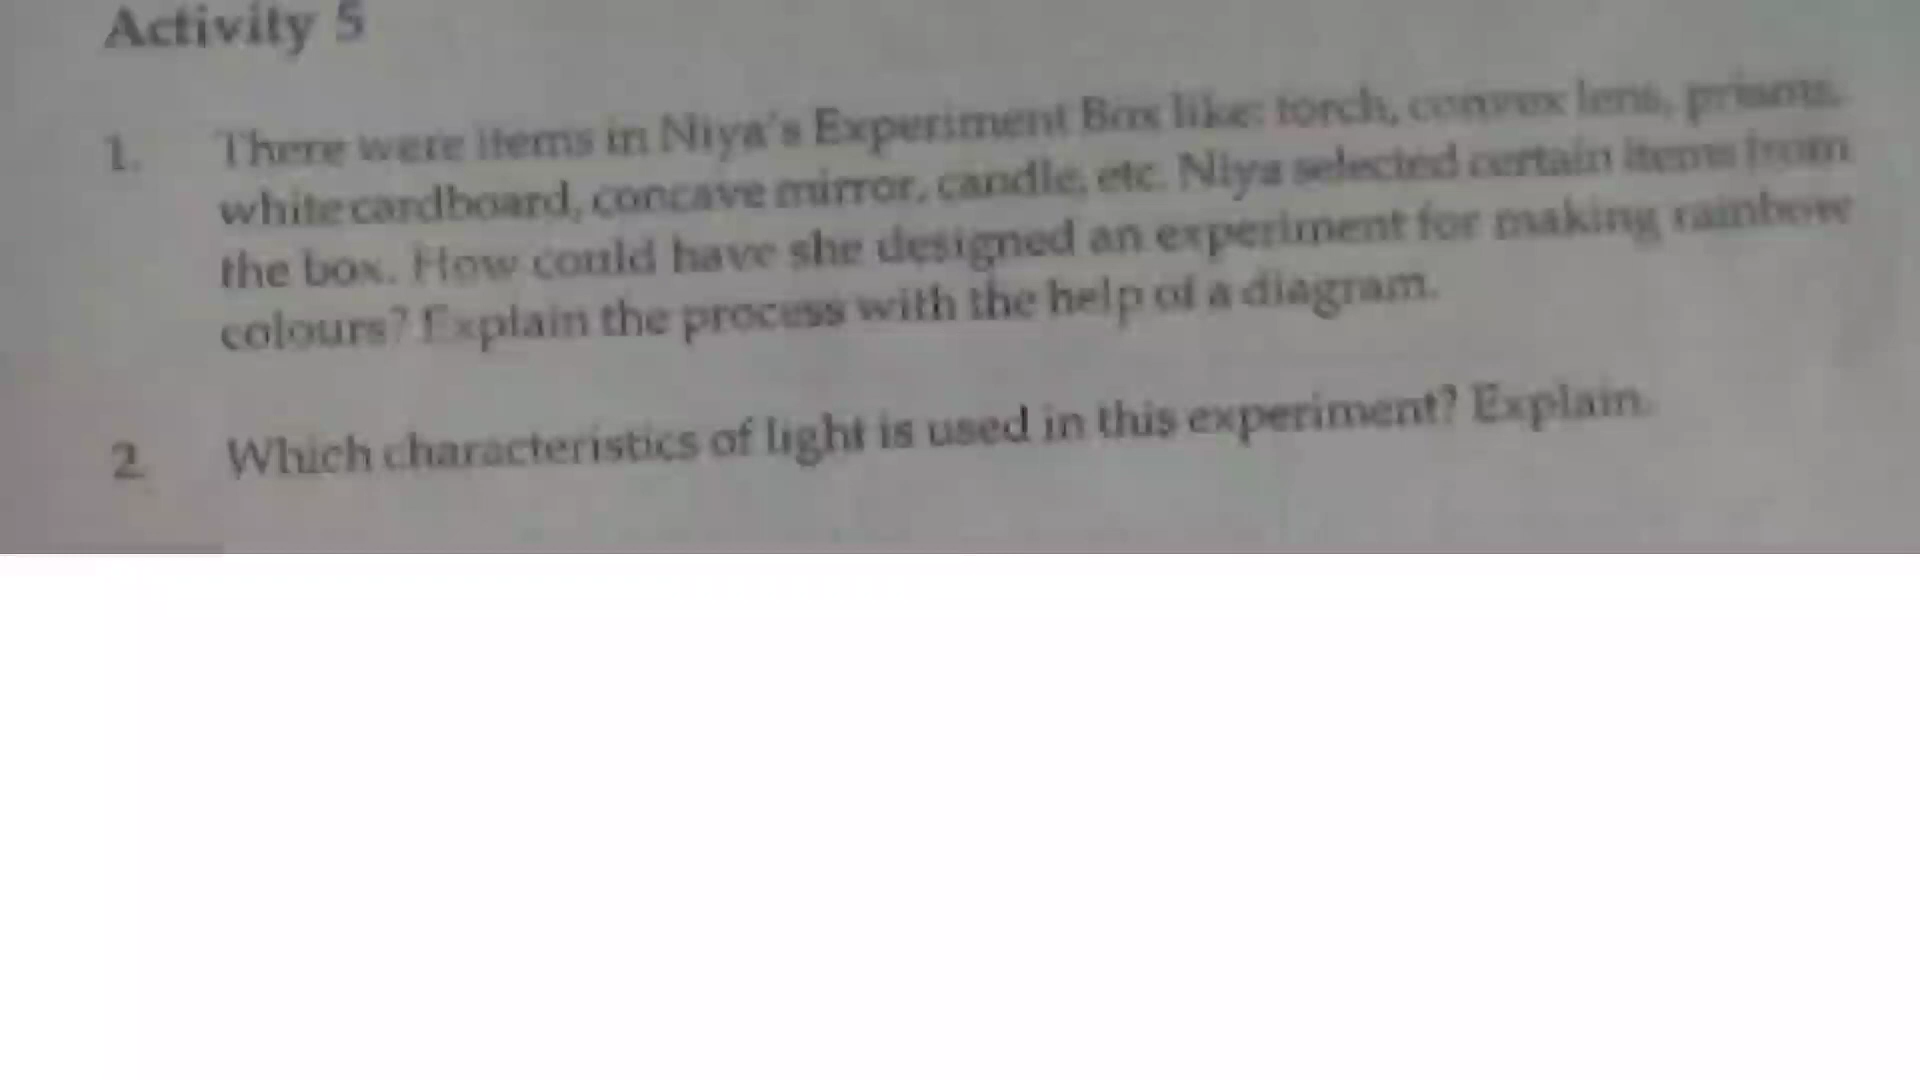 Activity 5
1. There were items in Niya's Experiment Box like: torch, convex lens, prisms,
white cardboard, concave mirror, candle, etc. Niya selected certain items from
the box. How could have she designed an experiment for making rainbow
colours? Explain the process with the help of a diagram.
2. Which characteristics of light is used in this experiment? Explain.